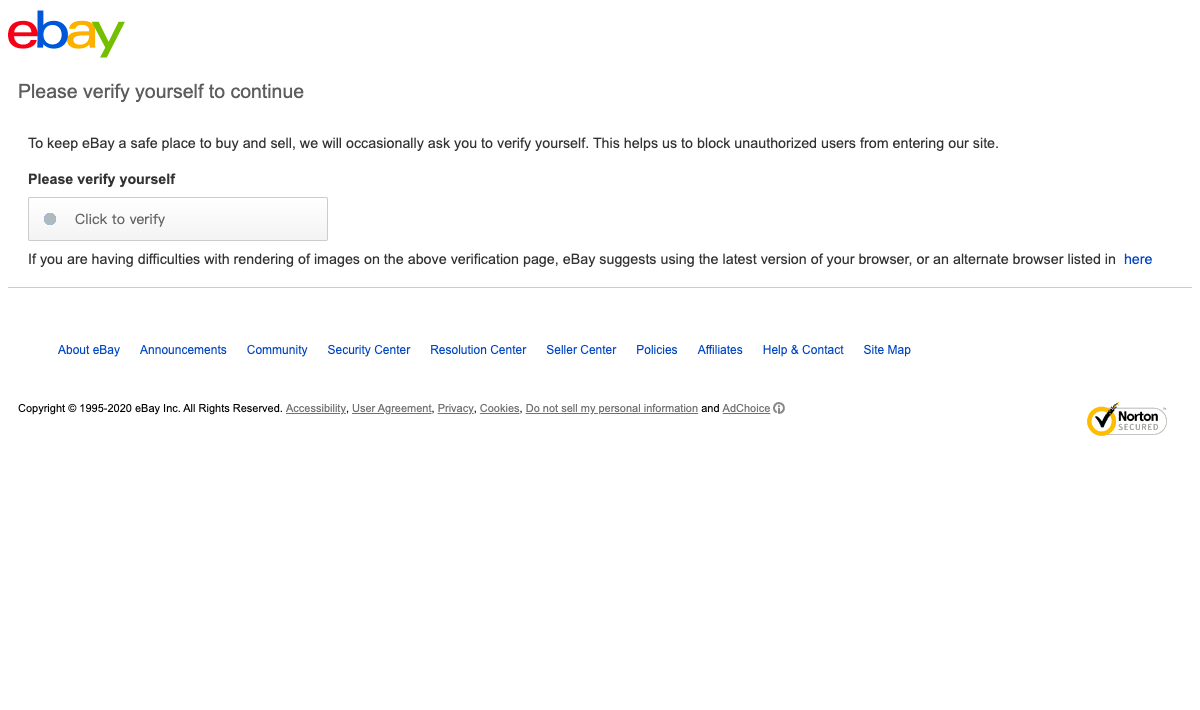 ebay
Please verify yourself to continue
To keep eBay a safe place to buy and sell, we will occasionally ask you to verify yourself. This helps us to block unauthorized users from entering our site.
Please verify yourself
Click to verify
If you are having difficulties with rendering of images on the above verification page, eBay suggests using the latest version of your browser, or an alternate browser listed in here
About eBay Announcements Community Security Center Resolution Center Seller Center Policies Affiliates Help & Contact Site Map
Copyright © 1995-2020 eBay Inc. All Rights Reserved. Accessibility, User Agreement, Privacy, Cookies, Do not sell my personal information and AdChoice
Norton
SECURED